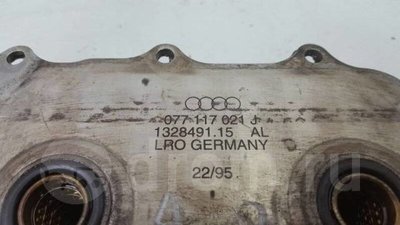 077 117 021 J
1328491.15 AL
LRO GERMANY
22/95